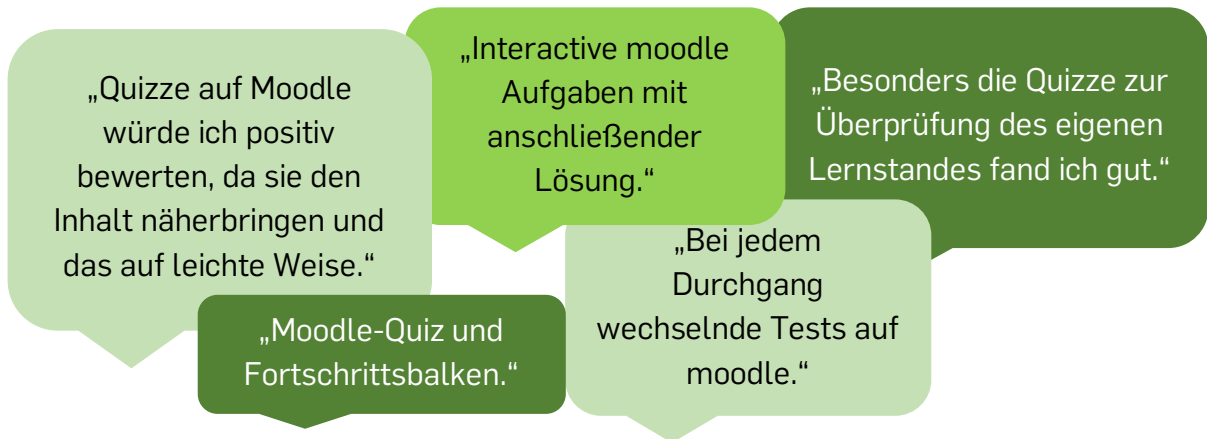 „Quizze auf Moodle
würde ich positiv
bewerten, da sie den
Inhalt näherbringen und
das auf leichte Weise.“
„Interactive moodle
Aufgaben mit
anschließender
Lösung.“
„Besonders die Quizze zur
Überprüfung des eigenen
Lernstandes fand ich gut.“
„Moodle-Quiz und
Fortschrittsbalken.“
„Bei jedem
Durchgang
wechselnde Tests auf
moodle.“